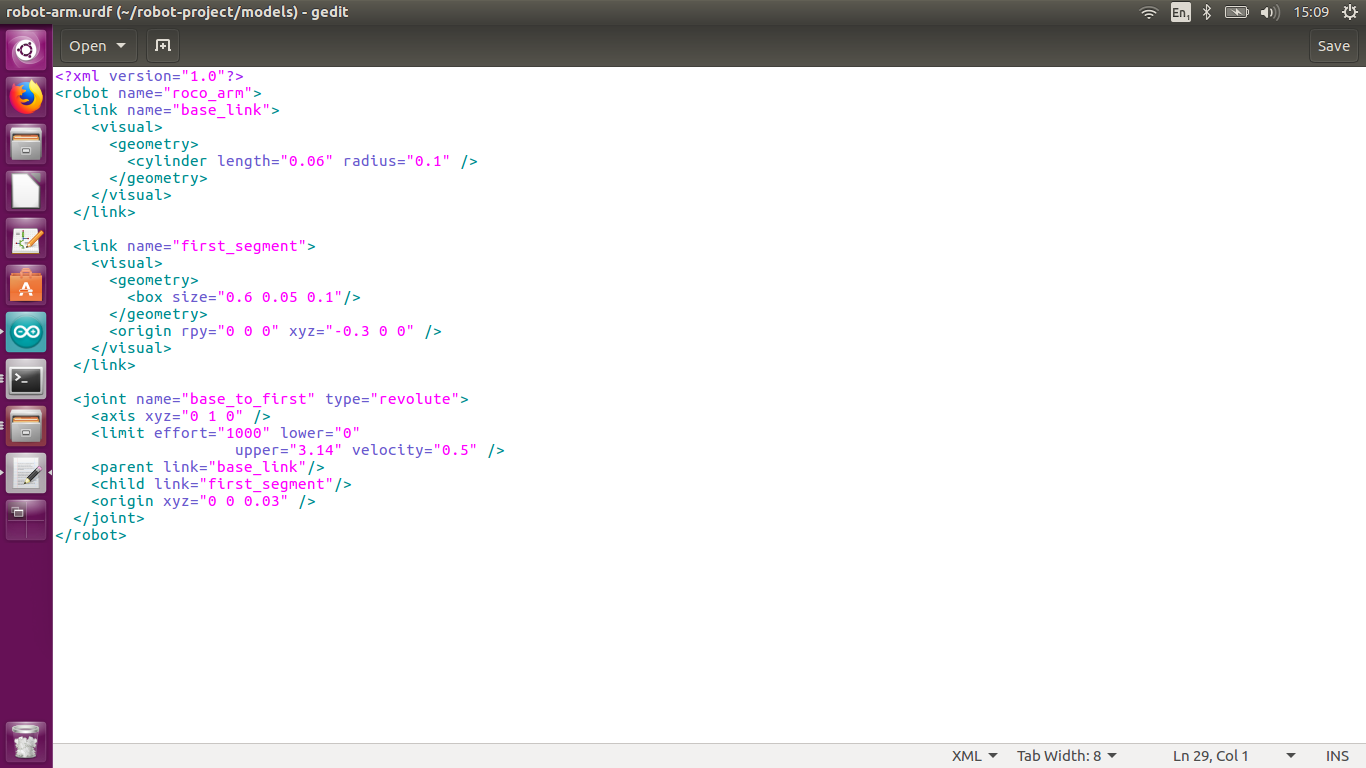 robot-arm.urdf (~/robot-project/models) - gedit
En1
15:09
Open
Save
<?xml version="1.0"?>
<robot name="roco_arm">
  <link name="base_link">
    <visual>
      <geometry>
        <cylinder length="0.06" radius="0.1" />
      </geometry>
    </visual>
  </link>

  <link name="first_segment">
    <visual>
      <geometry>
        <box size="0.6 0.05 0.1"/>
      </geometry>
      <origin rpy="0 0 0" xyz="-0.3 0 0" />
    </visual>
  </link>

  <joint name="base_to_first" type="revolute">
    <axis xyz="0 1 0" />
    <limit effort="1000" lower="0"
                    upper="3.14" velocity="0.5" />
    <parent link="base_link"/>
    <child link="first_segment"/>
    <origin xyz="0 0 0.03" />
  </joint>
</robot>
XML
Tab Width: 8
Ln 29, Col 1
INS